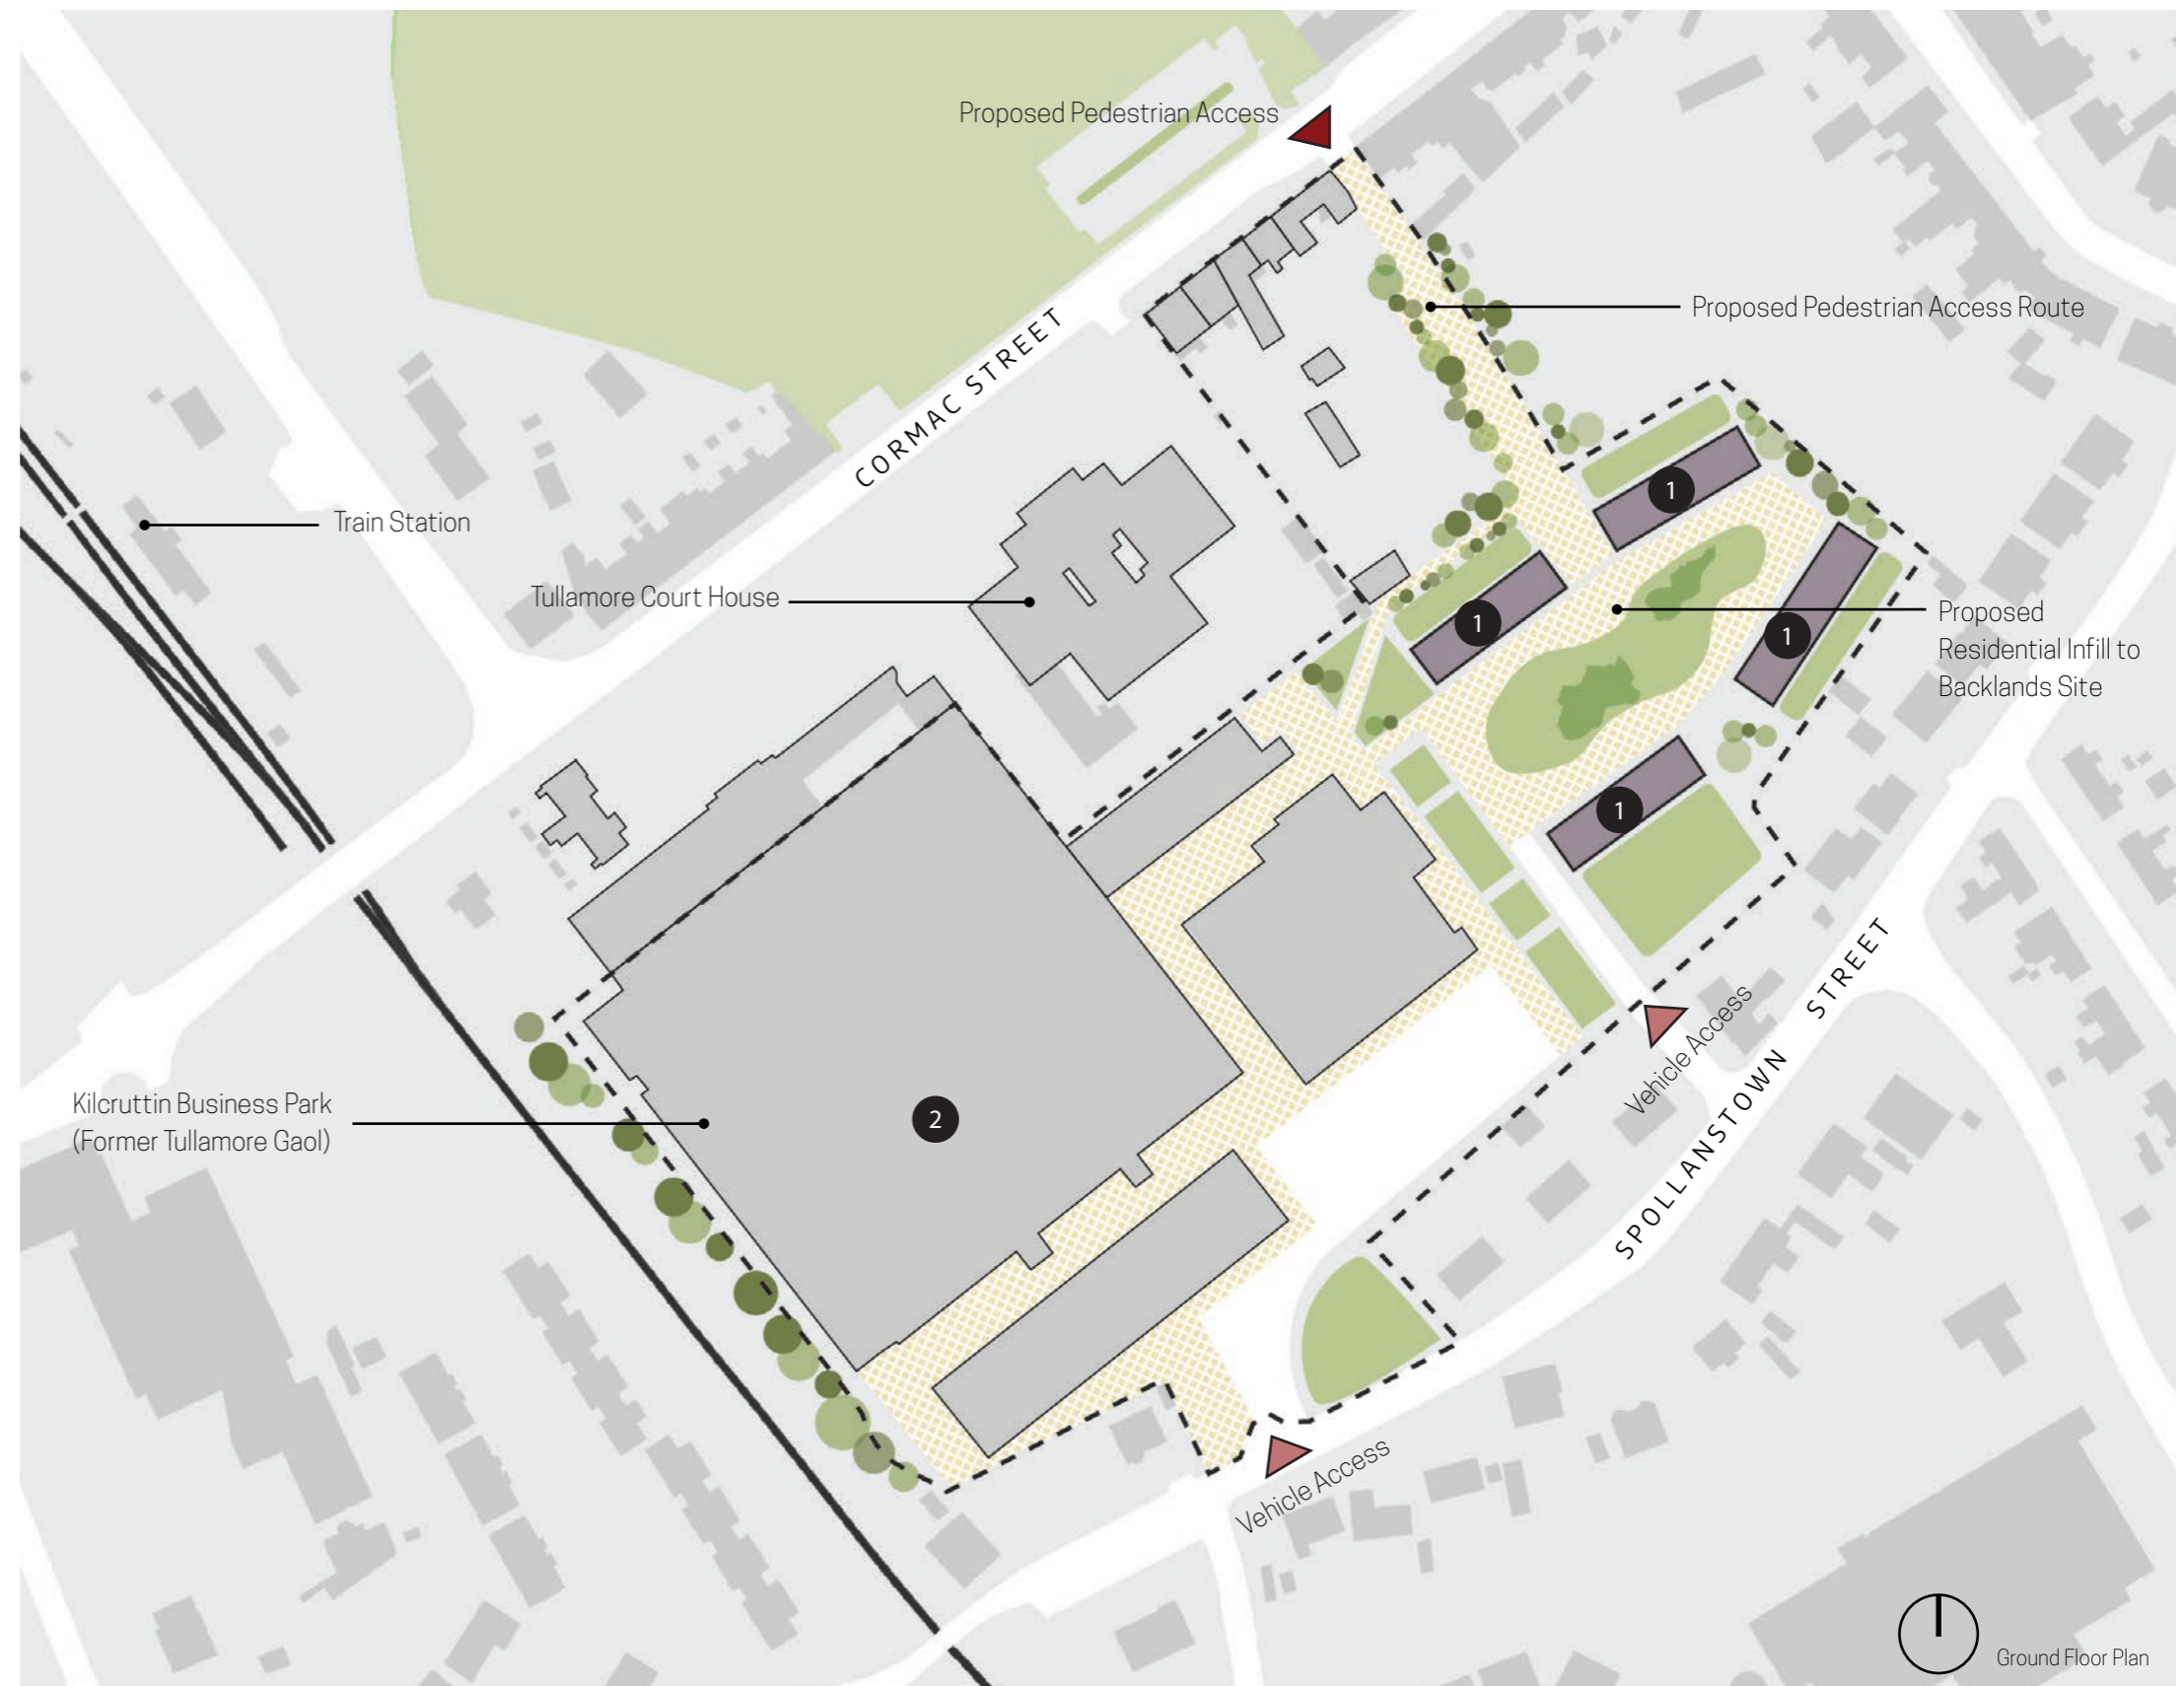 Proposed Pedestrian Access
Proposed Pedestrian Access Route
CORMAC STREET
1
Train Station
Tullamore Court House
1
1
Proposed
Residential Infill to
Backlands Site
1
Vehicle Access
SPOLLANSTOWN STREET
Kilcruttin Business Park
(Former Tullamore Gaol)
2
Vehicle Access
Ground Floor Plan